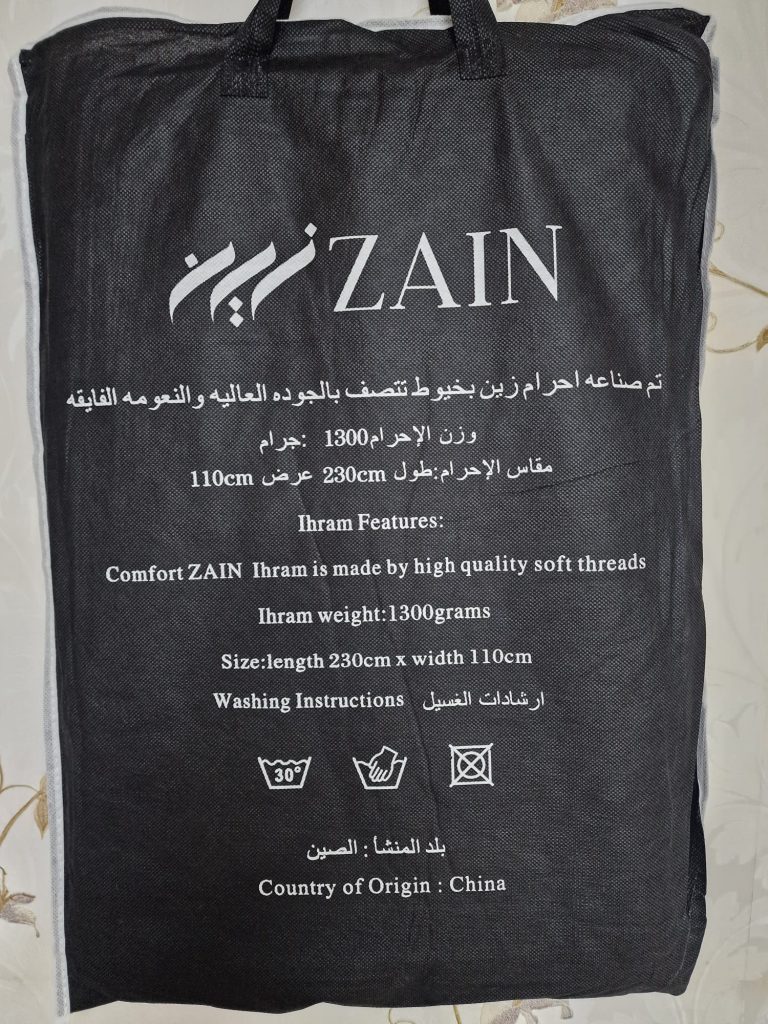 زين ZAIN
تم صناعه احرام زين بخيوط تتصف بالجوده العاليه والنعومه الفايقه
وزن الإحرام1300 :جرام
مقاس الإحرام:طول 230cm عرض 110cm
Ihram Features:
Comfort ZAIN Ihram is made by high quality soft threads
Ihram weight:1300grams
Size:length 230cm x width 110cm
Washing Instructions ارشادات الغسيل
30°
بلد المنشأ : الصين
Country of Origin : China